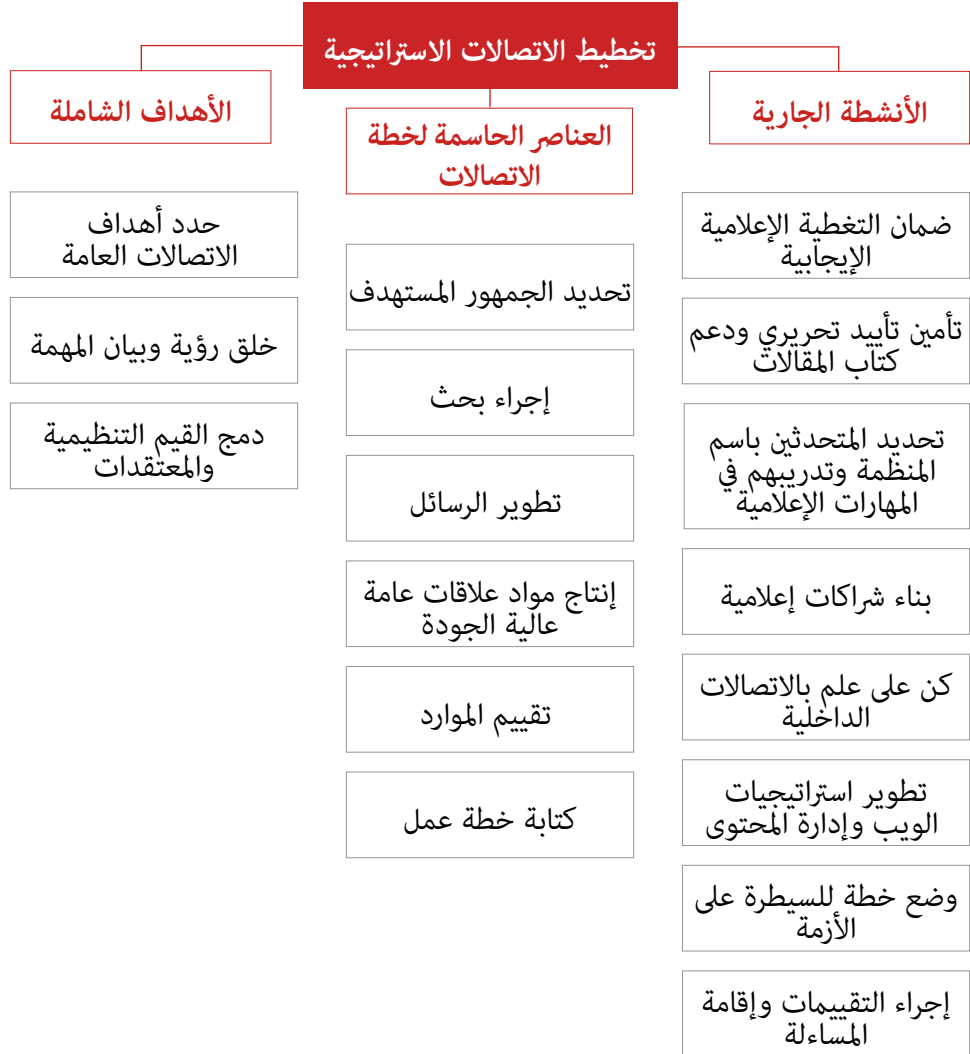 تخطيط الاتصالات الاستراتيجية
الأنشطة الجارية
ضمان التغطية الإعلامية
الإيجابية
تأمين تأييد تحريري ودعم
كتاب المقالات
تحديد المتحدثين باسم
المنظمة وتدريبهم في
المهارات الإعلامية
بناء شراكات إعلامية
كن على علم بالاتصالات
الداخلية
تطوير استراتيجيات
الويب وإدارة المحتوى
وضع خطة للسيطرة على
الأزمة
إجراء التقييمات وإقامة
المساءلة
العناصر الحاسمة لخطة
الاتصالات
تحديد الجمهور المستهدف
إجراء بحث
تطوير الرسائل
إنتاج مواد علاقات عامة
عالية الجودة
تقييم الموارد
كتابة خطة عمل
الأهداف الشاملة
حدد أهداف
الاتصالات العامة
خلق رؤية وبيان المهمة
دمج القيم التنظيمية
والمعتقدات